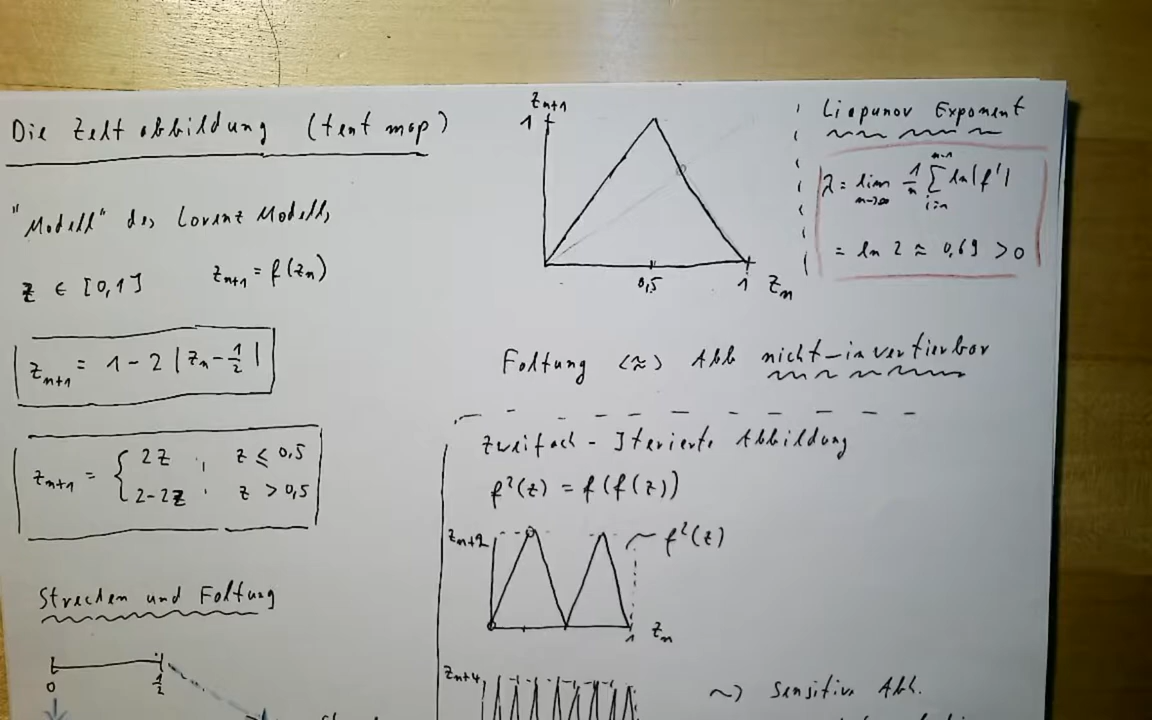 Die Zeltabbildung (tent map)
"Modell" des Lorenz Modells
z ∈ [0,1]   z_{n+1} = f(z_n)
z_{n+1} = 1 - 2 |z_n - 1/2|
z_{n+1} = { 2z , z ≤ 0,5
2-2z , z > 0,5
Strecken und Faltung
0   1/2
z_{n+1}
1
0,5   1   z_n
Liapunov Exponent
λ = lim_{n→∞} 1/n Σ_{i=n}^{n-1} ln|f'|
= ln 2 ≈ 0,69 > 0
Faltung <≈> Abb nicht-invertierbar
Zweifach - Iterierte Abbildung
f²(z) = f(f(z))
z_{n+2}   f²(z)
1   z_n
z_{n+4}
~) Sensitive Abh.